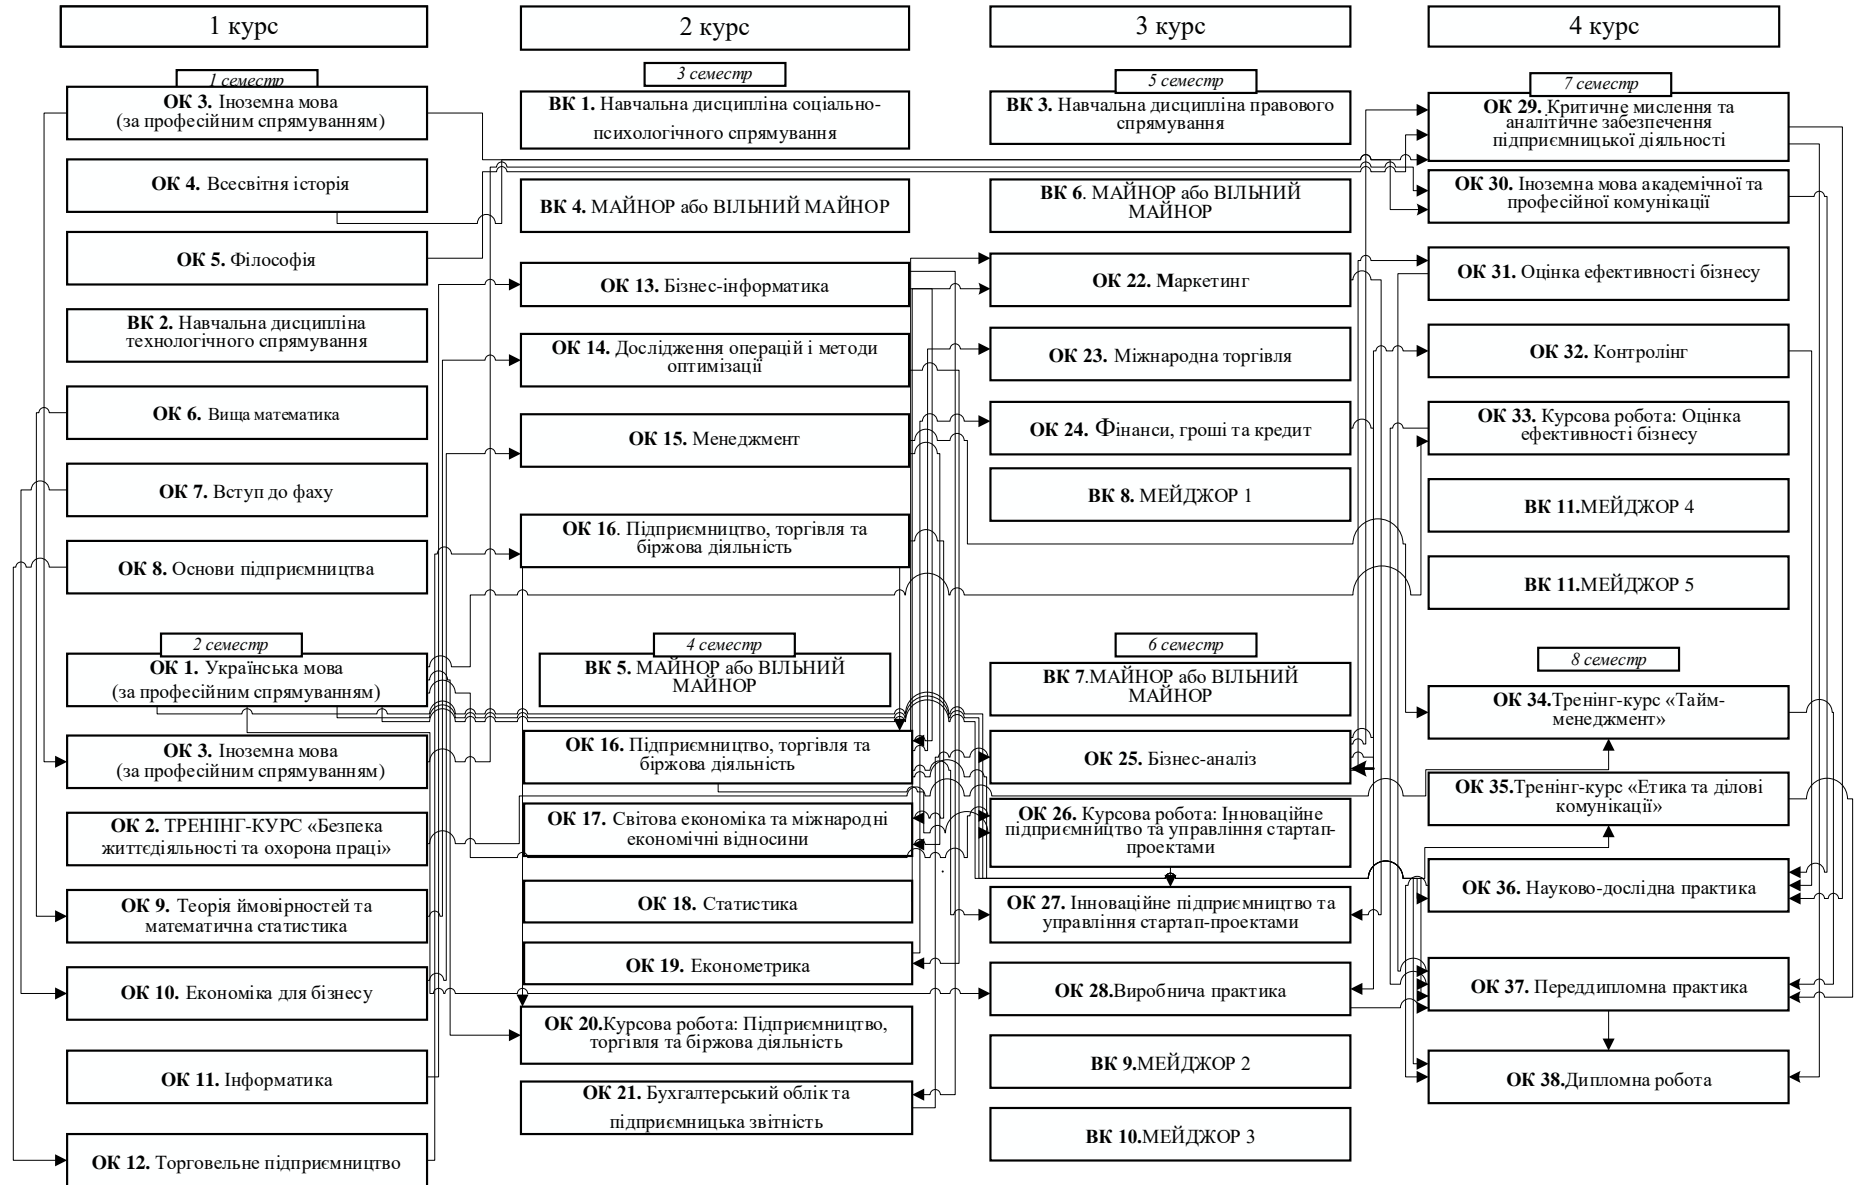 1 курс
1 семестр
ОК 3. Іноземна мова
(за професійним спрямуванням)
ОК 4. Всесвітня історія
ОК 5. Філософія
ВК 2. Навчальна дисципліна
технологічного спрямування
ОК 6. Вища математика
ОК 7. Вступ до фаху
ОК 8. Основи підприємництва
2 семестр
ОК 1. Українська мова
(за професійним спрямуванням)
ОК 3. Іноземна мова
(за професійним спрямуванням)
ОК 2. ТРЕНІНГ-КУРС «Безпека
життєдіяльності та охорона праці»
ОК 9. Теорія ймовірностей та
математична статистика
ОК 10. Економіка для бізнесу
ОК 11. Інформатика
ОК 12. Торговельне підприємництво
2 курс
3 семестр
ВК 1. Навчальна дисципліна соціально-
психологічного спрямування
ВК 4. МАЙНОР або ВІЛЬНИЙ МАЙНОР
ОК 13. Бізнес-інформатика
ОК 14. Дослідження операцій і методи
оптимізації
ОК 15. Менеджмент
ОК 16. Підприємництво, торгівля та
біржова діяльність
4 семестр
ВК 5. МАЙНОР або ВІЛЬНИЙ
МАЙНОР
ОК 16. Підприємництво, торгівля та
біржова діяльність
ОК 17. Світова економіка та міжнародні
економічні відносини
ОК 18. Статистика
ОК 19. Економетрика
ОК 20.Курсова робота: Підприємництво,
торгівля та біржова діяльність
ОК 21. Бухгалтерський облік та
підприємницька звітність
3 курс
5 семестр
ВК 3. Навчальна дисципліна правового
спрямування
ВК 6. МАЙНОР або ВІЛЬНИЙ
МАЙНОР
ОК 22. Маркетинг
ОК 23. Міжнародна торгівля
ОК 24. Фінанси, гроші та кредит
ВК 8. МЕЙДЖОР 1
6 семестр
ВК 7.МАЙНОР або ВІЛЬНИЙ
МАЙНОР
ОК 25. Бізнес-аналіз
ОК 26. Курсова робота: Інноваційне
підприємництво та управління стартап-
проектами
ОК 27. Інноваційне підприємництво та
управління стартап-проектами
ОК 28.Виробнича практика
ВК 9.МЕЙДЖОР 2
ВК 10.МЕЙДЖОР 3
4 курс
7 семестр
ОК 29. Критичне мислення та
аналітичне забезпечення
підприємницької діяльності
ОК 30. Іноземна мова академічної та
професійної комунікації
ОК 31. Оцінка ефективності бізнесу
ОК 32. Контролінг
ОК 33. Курсова робота: Оцінка
ефективності бізнесу
ВК 11.МЕЙДЖОР 4
ВК 11.МЕЙДЖОР 5
8 семестр
ОК 34.Тренінг-курс «Тайм-
менеджмент»
ОК 35.Тренінг-курс «Етика та ділові
комунікації»
ОК 36. Науково-дослідна практика
ОК 37. Переддипломна практика
ОК 38.Дипломна робота